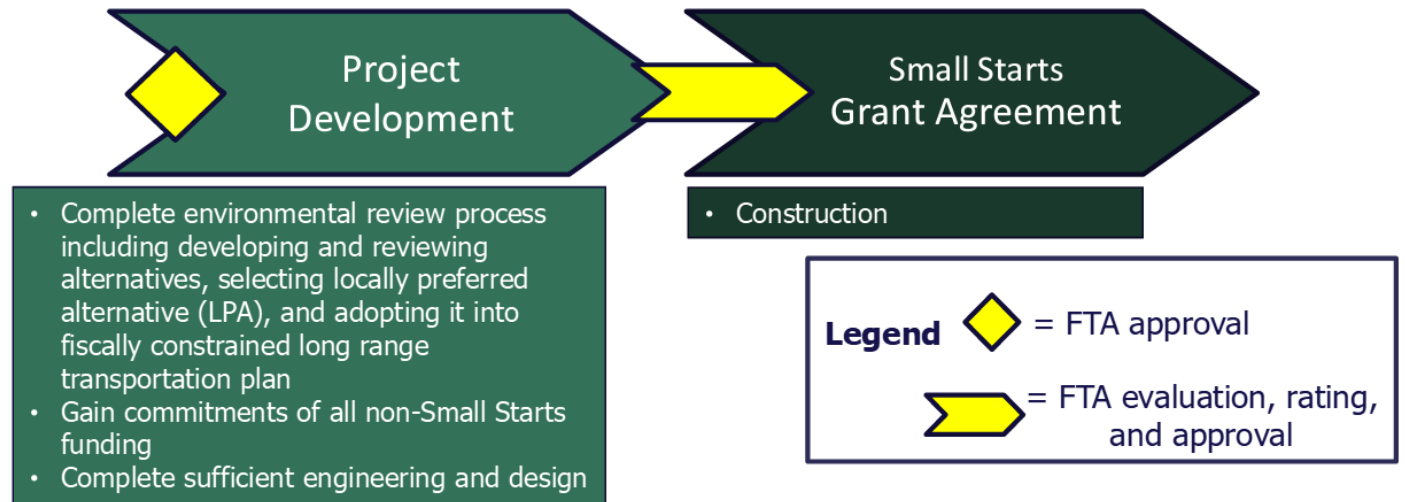 Project
Development
Small Starts
Grant Agreement
• Complete environmental review process
including developing and reviewing
alternatives, selecting locally preferred
alternative (LPA), and adopting it into
fiscally constrained long range
transportation plan
• Gain commitments of all non-Small Starts
funding
• Complete sufficient engineering and design
• Construction
Legend
= FTA approval
= FTA evaluation, rating,
and approval